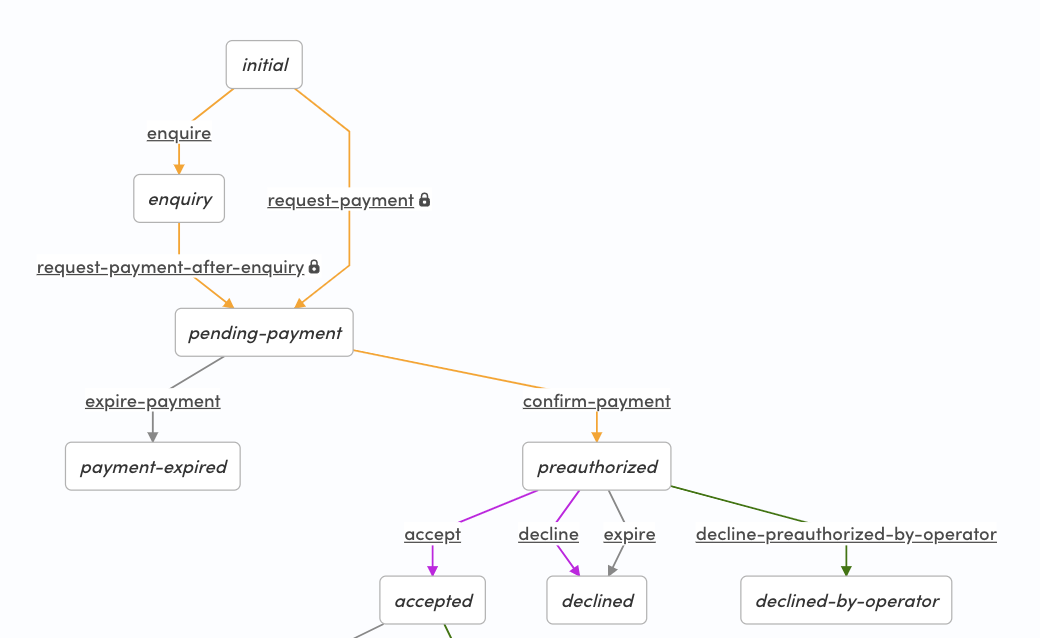 initial
enquire
enquiry
request-payment
request-payment-after-enquiry
pending-payment
expire-payment
confirm-payment
payment-expired
preauthorized
accept
decline
expire
decline-preauthorized-by-operator
accepted
declined
declined-by-operator